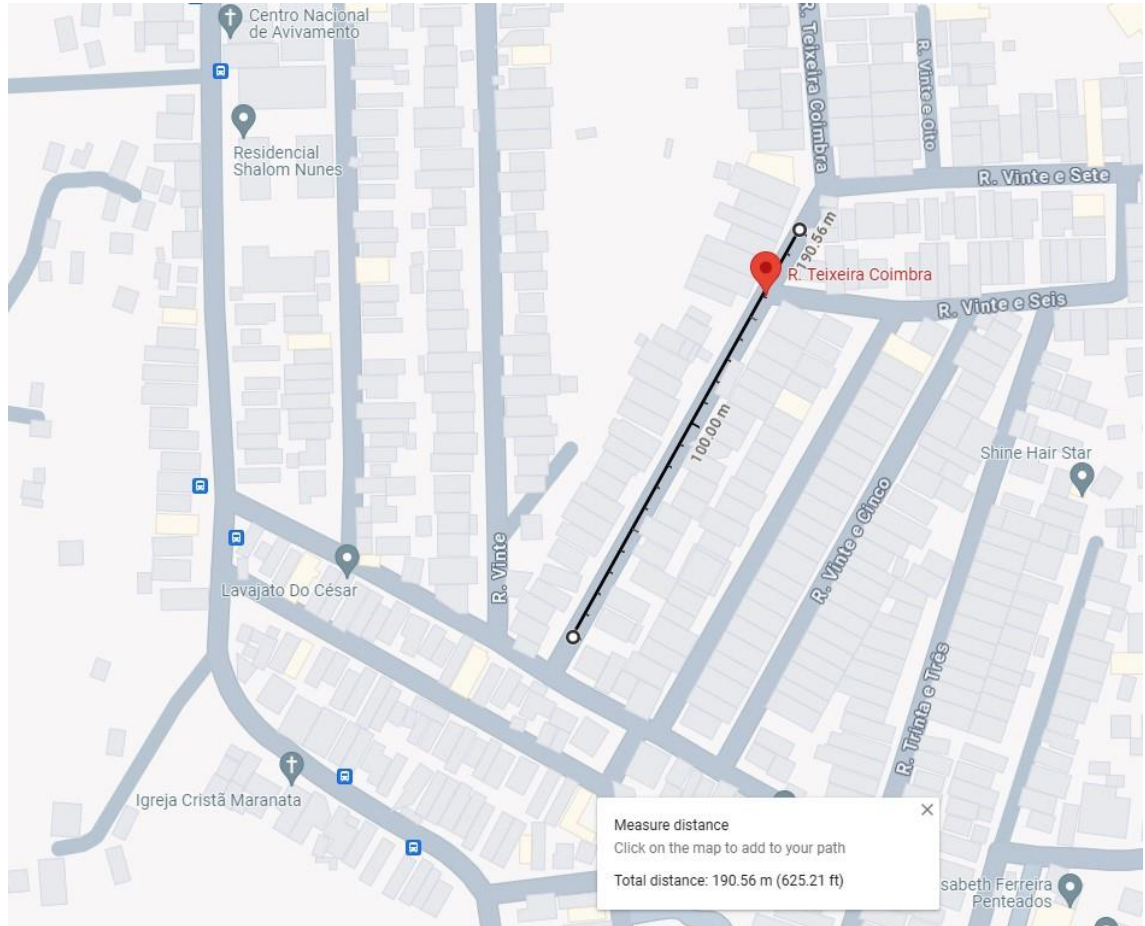 Centro Nacional
de Avivamento
R. Teixeira Coimbra
R. Vinte e Oito
Residencial
Shalom Nunes
R. Vinte e Sete
190.56 m
R. Teixeira Coimbra
R. Vinte e Seis
100.00 m
Shine Hair Star
R. Vinte e Cinco
R. Vinte
Lavajato Do César
R. Trinta e Três
Igreja Cristã Maranata
Measure distance
Click on the map to add to your path
Total distance: 190.56 m (625.21 ft)
sabeth Ferreira
Penteados